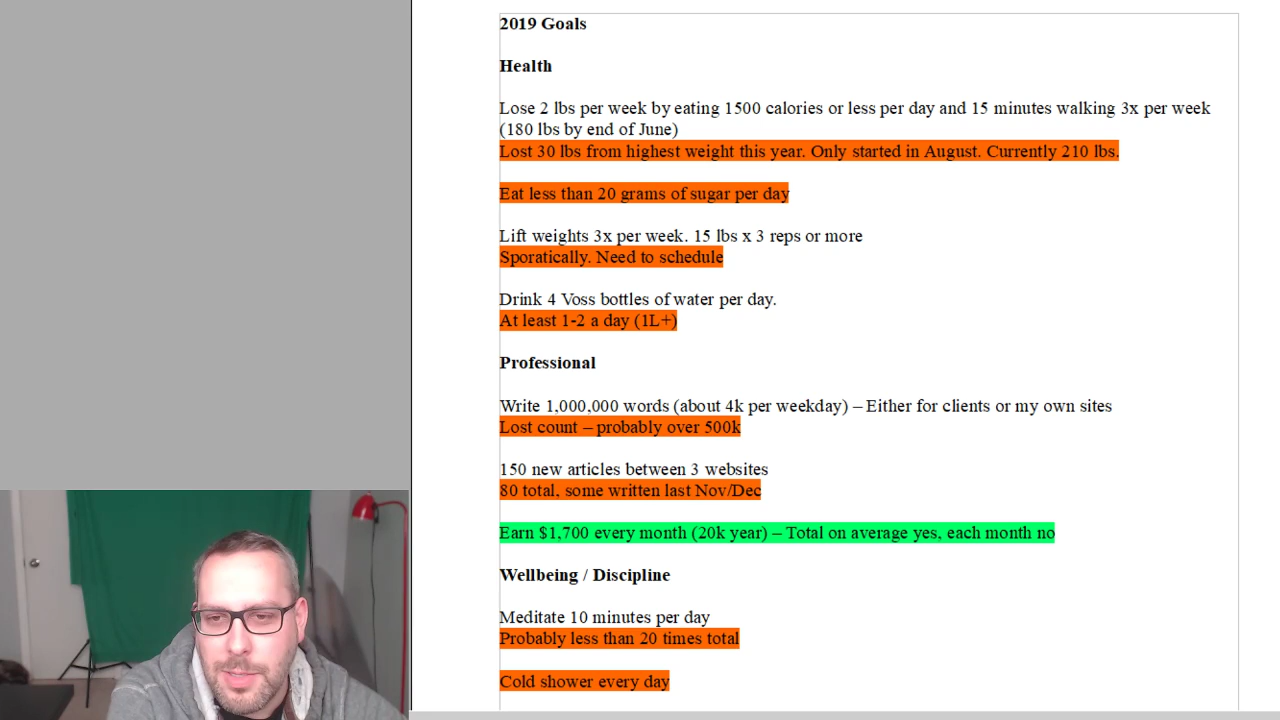 2019 Goals
Health
Lose 2 lbs per week by eating 1500 calories or less per day and 15 minutes walking 3x per week
(180 lbs by end of June)
Lost 30 lbs from highest weight this year. Only started in August. Currently 210 lbs.
Eat less than 20 grams of sugar per day
Lift weights 3x per week. 15 lbs x 3 reps or more
Sporatically. Need to schedule
Drink 4 Voss bottles of water per day.
At least 1-2 a day (1L+)
Professional
Write 1,000,000 words (about 4k per weekday) – Either for clients or my own sites
Lost count – probably over 500k
150 new articles between 3 websites
80 total, some written last Nov/Dec
Earn $1,700 every month (20k year) – Total on average yes, each month no
Wellbeing / Discipline
Meditate 10 minutes per day
Probably less than 20 times total
Cold shower every day